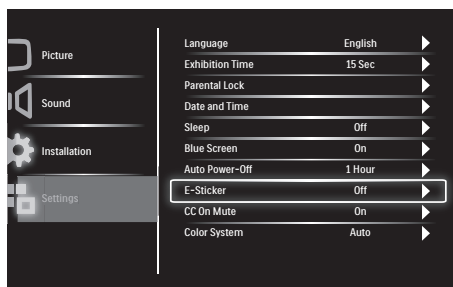 Picture
Sound
Installation
Settings
Language English
Exhibition Time 15 Sec
Parental Lock
Date and Time
Sleep Off
Blue Screen On
Auto Power-Off 1 Hour
E-Sticker Off
CC On Mute On
Color System Auto